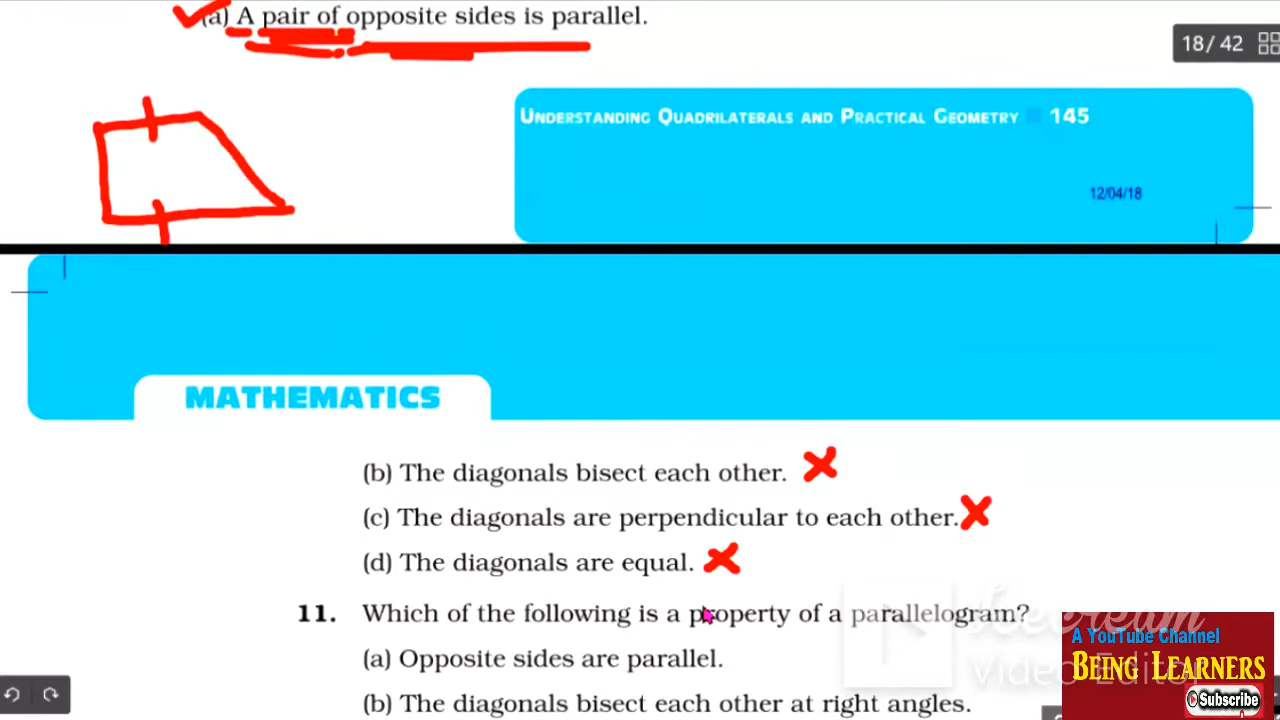 (a) A pair of opposite sides is parallel.
18 / 42
UNDERSTANDING QUADRILATERALS AND PRACTICAL GEOMETRY 145
12/04/18
MATHEMATICS
(b) The diagonals bisect each other.
(c) The diagonals are perpendicular to each other.
(d) The diagonals are equal.
11. Which of the following is a property of a parallelogram?
(a) Opposite sides are parallel.
(b) The diagonals bisect each other at right angles.
IceCream
Video Editor
A YouTube Channel
BEING LEARNERS
Subscribe